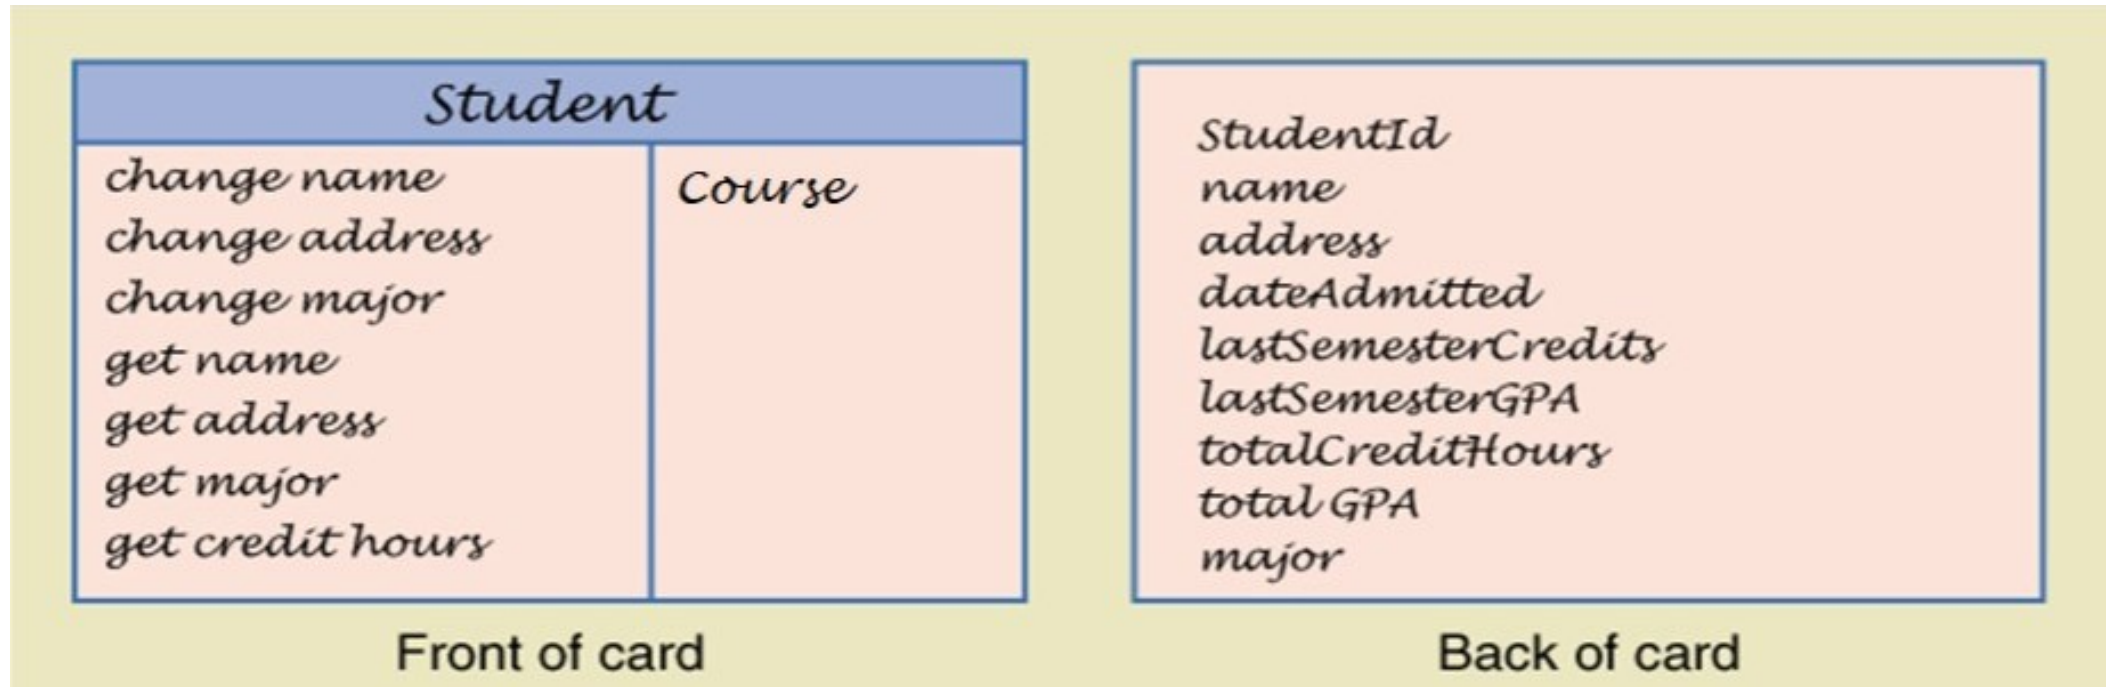 Student
change name
change address
change major
get name
get address
get major
get credit hours
Course
Front of card
StudentId
name
address
dateAdmitted
lastSemesterCredits
lastSemesterGPA
totalCreditHours
total GPA
major
Back of card